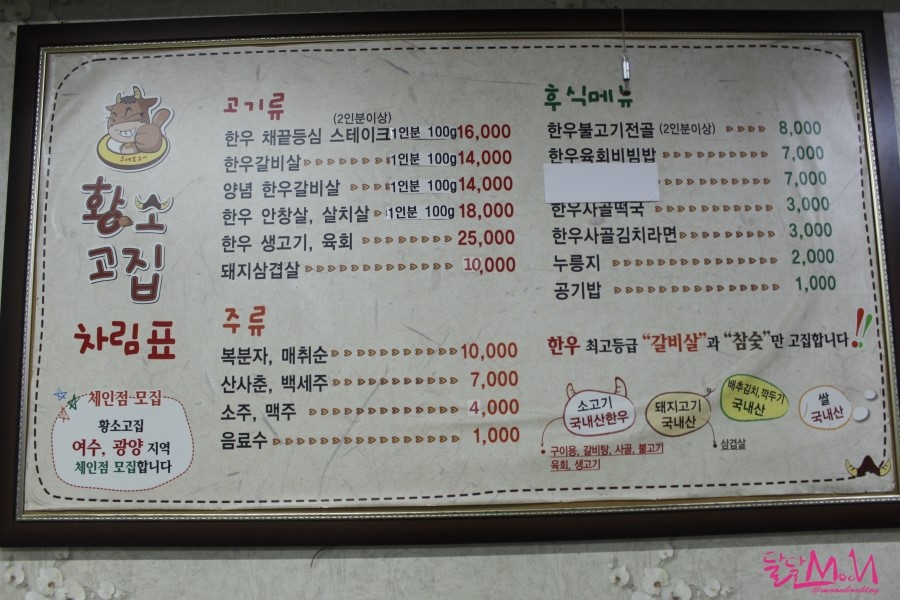 황소
고집
차림표
체인점 모집
황소고집
여수, 광양 지역
체인점 모집합니다
고기류
(2인분이상)
한우 채끝등심 스테이크 1인분 100g 16,000
한우갈비살 1인분 100g 14,000
양념 한우갈비살 1인분 100g 14,000
한우 안창살, 살치살 1인분 100g 18,000
한우 생고기, 육회 25,000
돼지삼겹살 10,000
주류
복분자, 매취순 10,000
산사춘, 백세주 7,000
소주, 맥주 4,000
음료수 1,000
후식메뉴
한우불고기전골 (2인분이상) 8,000
한우육회비빔밥 7,000
7,000
한우사골떡국 3,000
한우사골김치라면 3,000
누룽지 2,000
공기밥 1,000
한우 최고등급 "갈비살"과 "참숯"만 고집합니다!!
소고기
국내산한우
돼지고기
국내산
배추김치, 깍두기
국내산
쌀
국내산
구이용, 갈비탕, 사골, 불고기
육회, 생고기
삼겹살
MooN
@moondaxblog